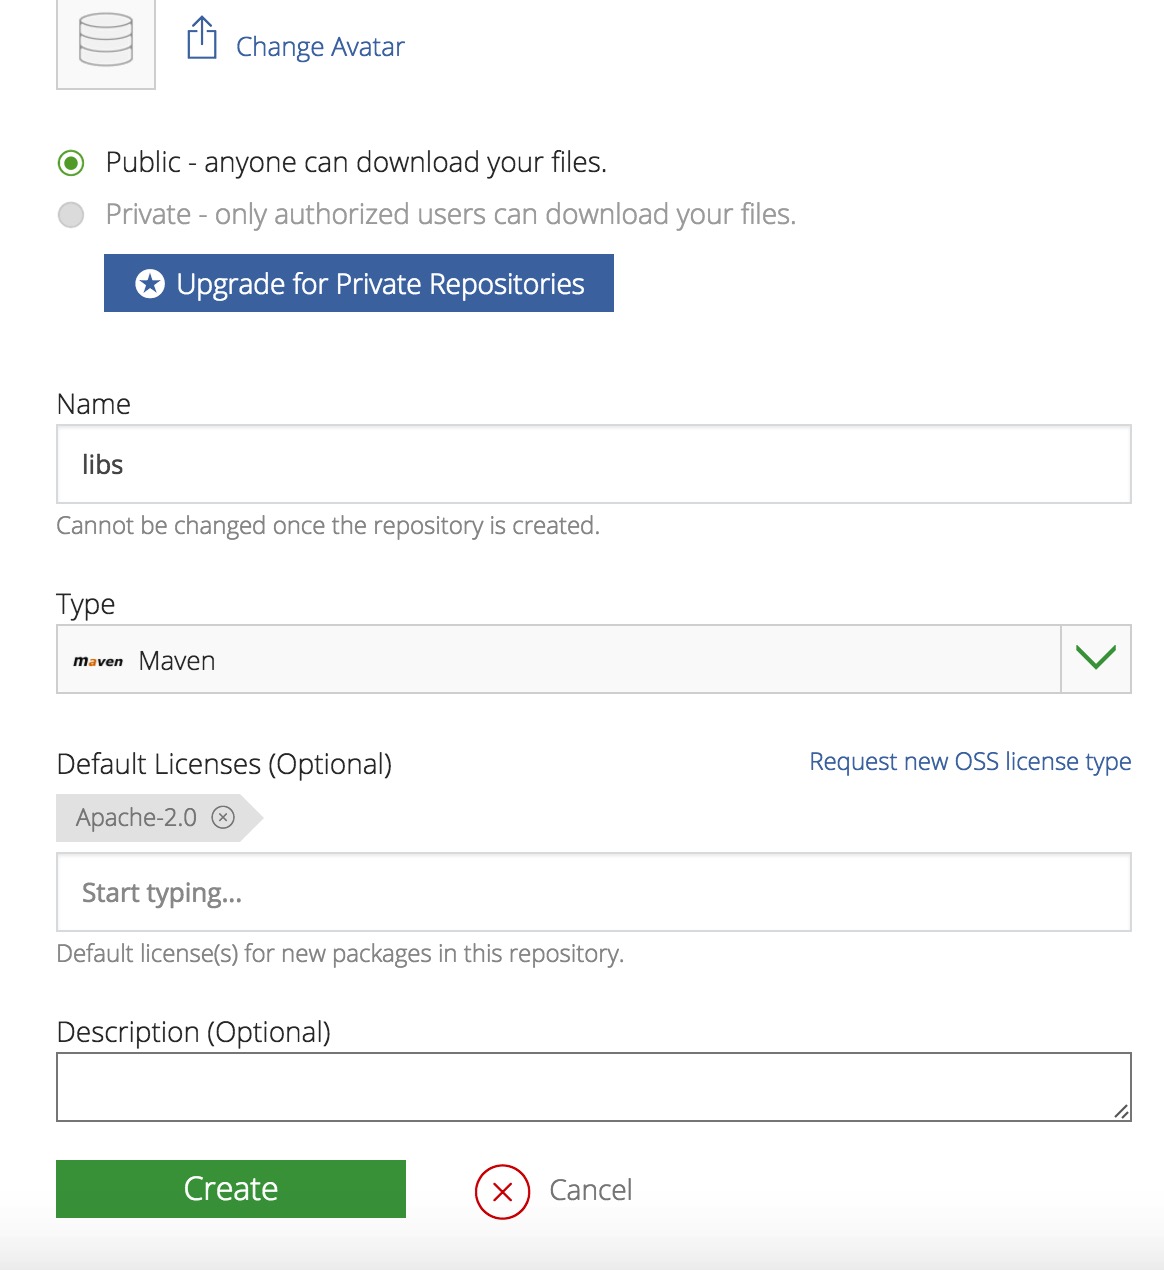 Change Avatar
Public - anyone can download your files.
Private - only authorized users can download your files.
Upgrade for Private Repositories
Name
libs
Cannot be changed once the repository is created.
Type
maven Maven
Default Licenses (Optional)
Request new OSS license type
Apache-2.0
Start typing...
Default license(s) for new packages in this repository.
Description (Optional)
Create
Cancel